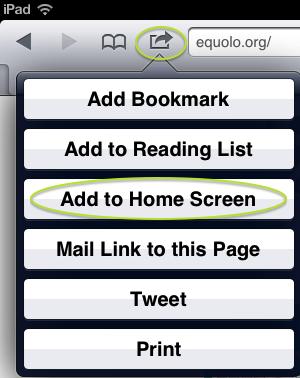 iPad
equolo.org/
Add Bookmark
Add to Reading List
Add to Home Screen
Mail Link to this Page
Tweet
Print